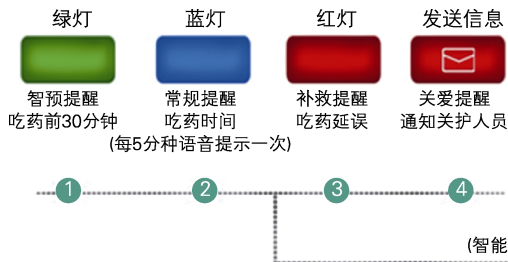 绿灯 蓝灯 红灯 发送信息
智预提醒 常规提醒 补救提醒 关爱提醒
吃药前30分钟 吃药时间 吃药延误 通知关护人员
(每5分种语音提示一次)
1 2 3 4
(智能